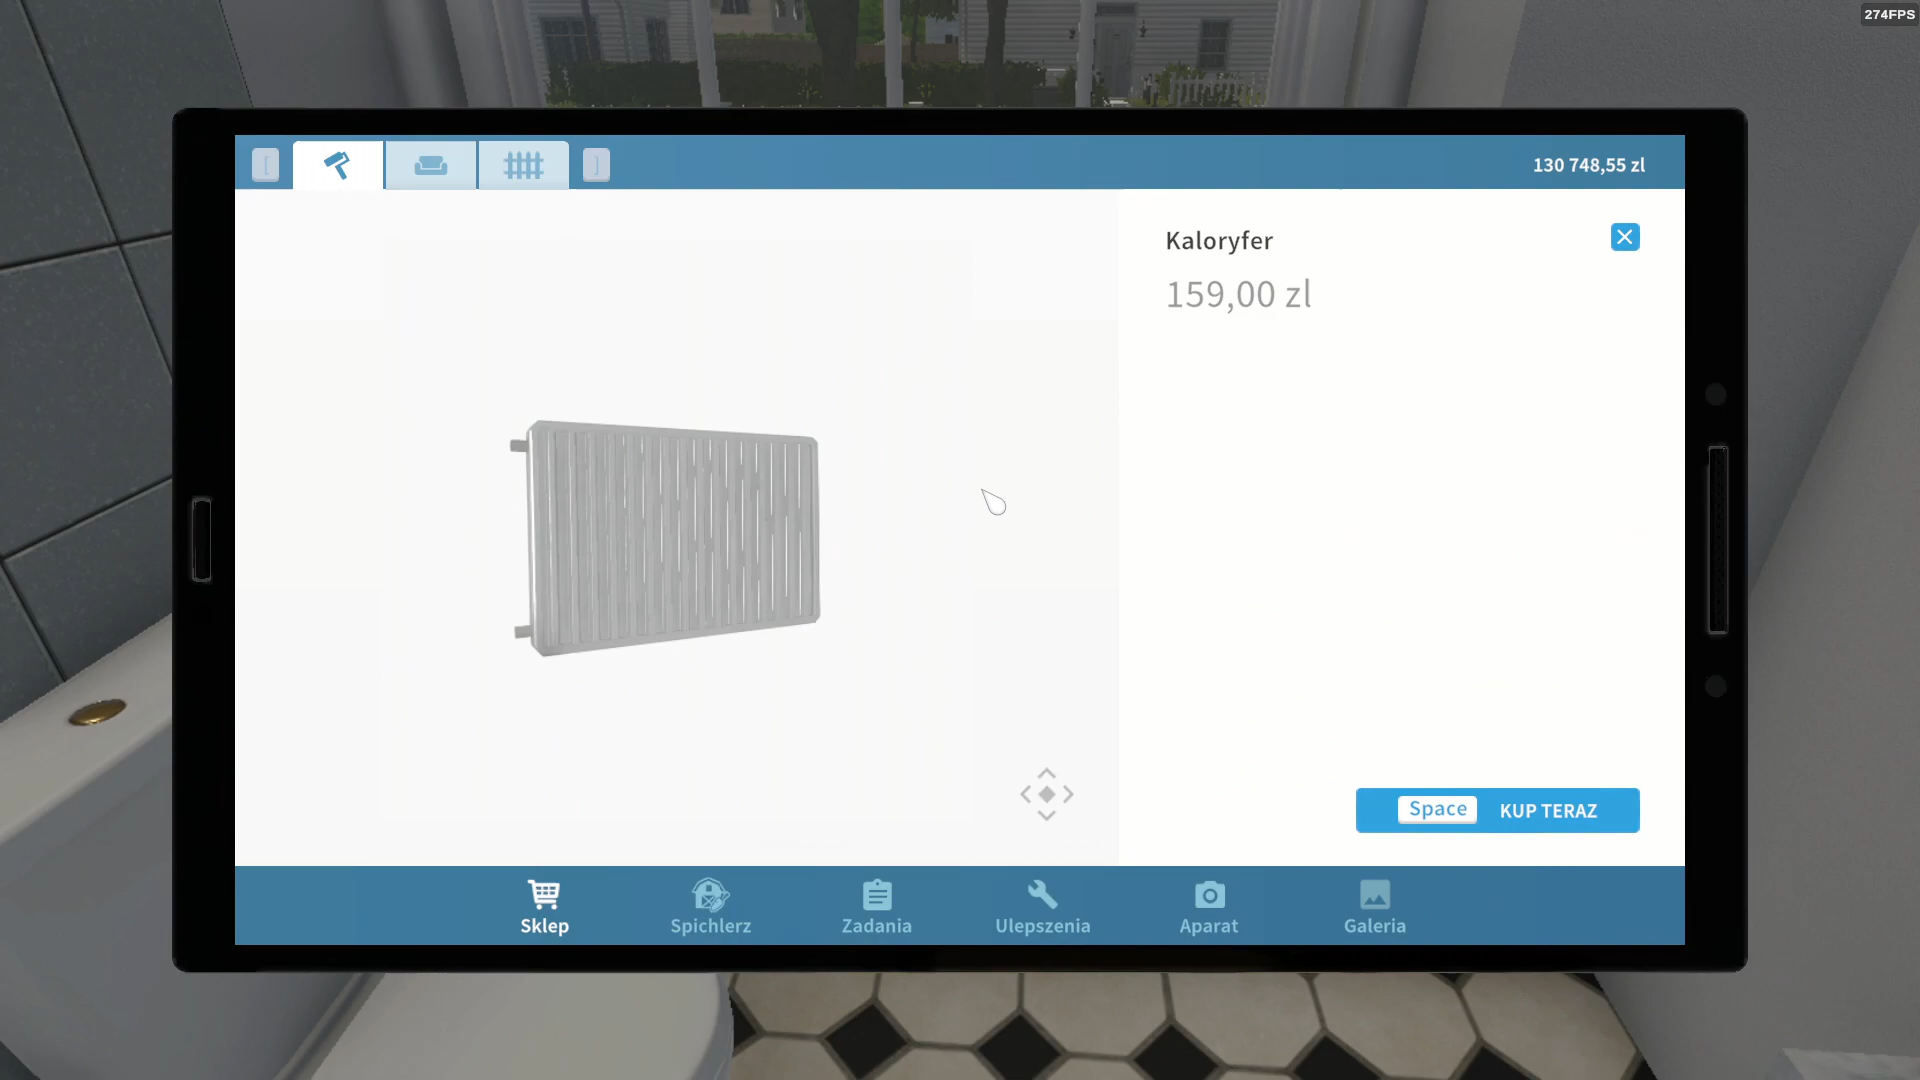 274FPS
[
]
130 748,55 zl
Kaloryfer
159,00 zl
Space KUP TERAZ
Sklep
Spichlerz
Zadania
Ulepszenia
Aparat
Galeria